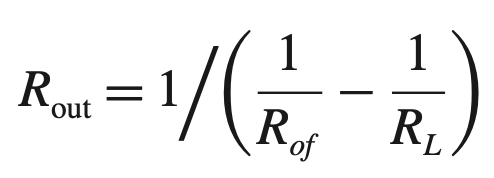 R_out = 1/(1/R_of − 1/R_L)